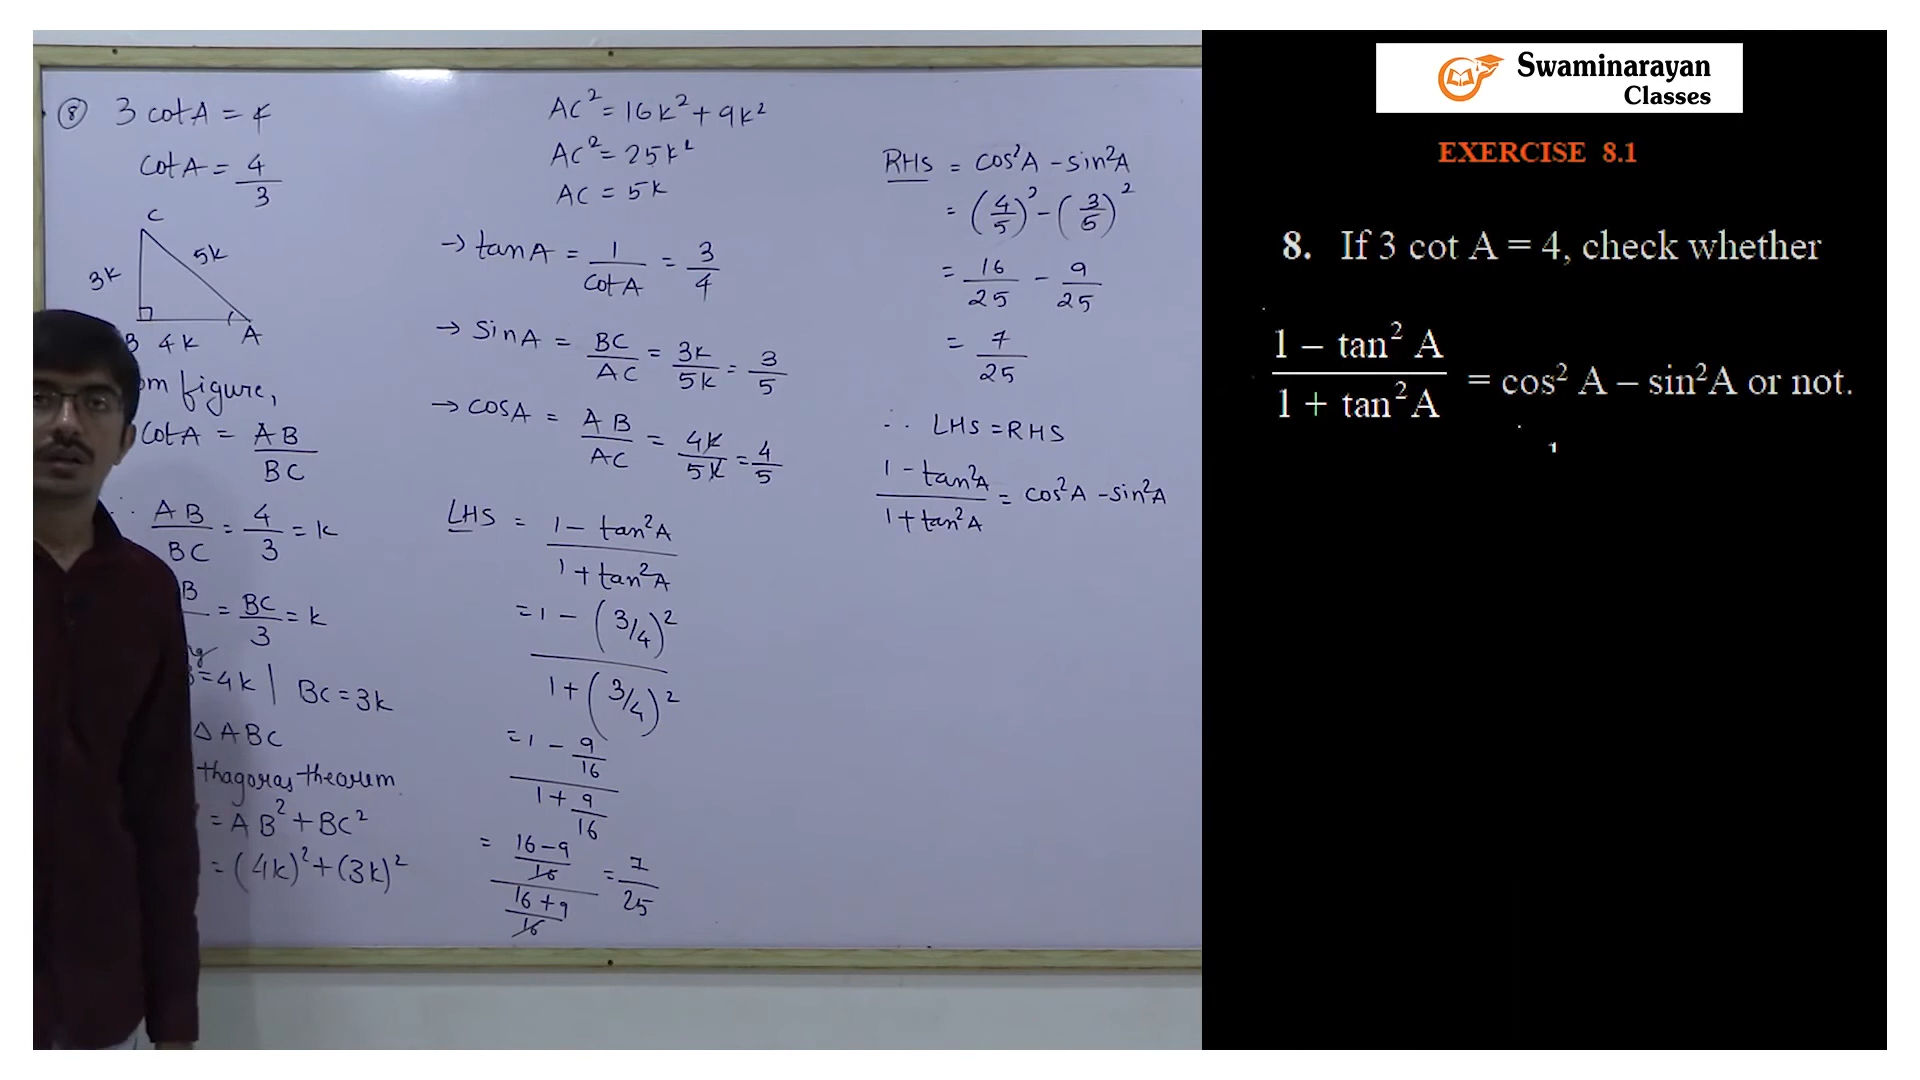 ⑧ 3 cotA = 4
cotA = 4/3
C
3k
5k
B 4k A
om figure,
cotA = AB/BC
∴ AB/BC = 4/3 = k
B = BC/3 = k
=4k | BC = 3k
△ABC
thagoras theorem
= AB² + BC²
= (4k)² + (3k)²
AC² = 16k² + 9k²
AC² = 25k²
AC = 5k
→ tanA = 1/cotA = 3/4
→ sinA = BC/AC = 3k/5k = 3/5
→ cosA = AB/AC = 4k/5k = 4/5
LHS = 1 - tan²A / 1 + tan²A
= 1 - (3/4)² / 1 + (3/4)²
= 1 - 9/16 / 1 + 9/16
= 16-9/16 / 16+9/16 = 7/25
RHS = cos²A - sin²A
= (4/5)² - (3/5)²
= 16/25 - 9/25
= 7/25
∴ LHS = RHS
1 - tan²A / 1 + tan²A = cos²A - sin²A
Swaminarayan
Classes
EXERCISE 8.1
8. If 3 cot A = 4, check whether
1 – tan² A / 1 + tan² A = cos² A – sin²A or not.